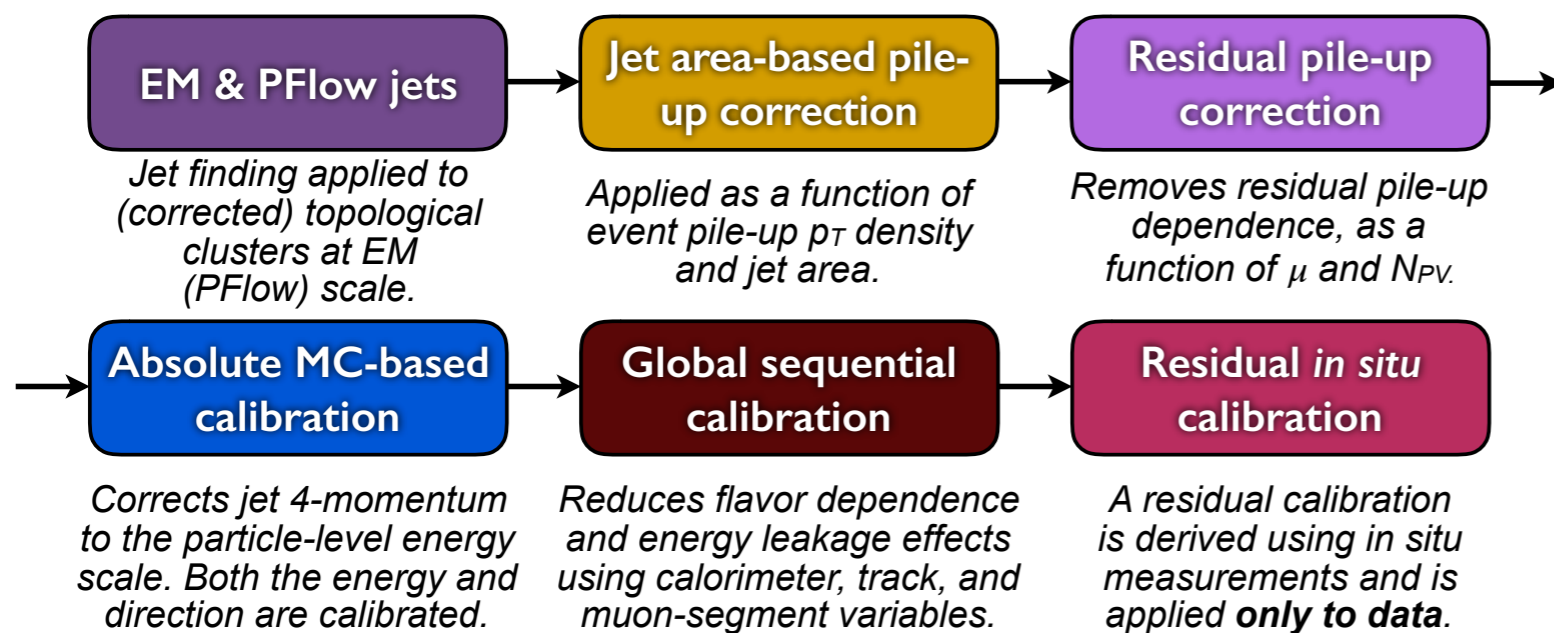 EM & PFlow jets
Jet finding applied to
(corrected) topological
clusters at EM
(PFlow) scale.
Jet area-based pile-
up correction
Applied as a function of
event pile-up pT density
and jet area.
Residual pile-up
correction
Removes residual pile-up
dependence, as a
function of μ and NPV.
Absolute MC-based
calibration
Corrects jet 4-momentum
to the particle-level energy
scale. Both the energy and
direction are calibrated.
Global sequential
calibration
Reduces flavor dependence
and energy leakage effects
using calorimeter, track, and
muon-segment variables.
Residual in situ
calibration
A residual calibration
is derived using in situ
measurements and is
applied only to data.